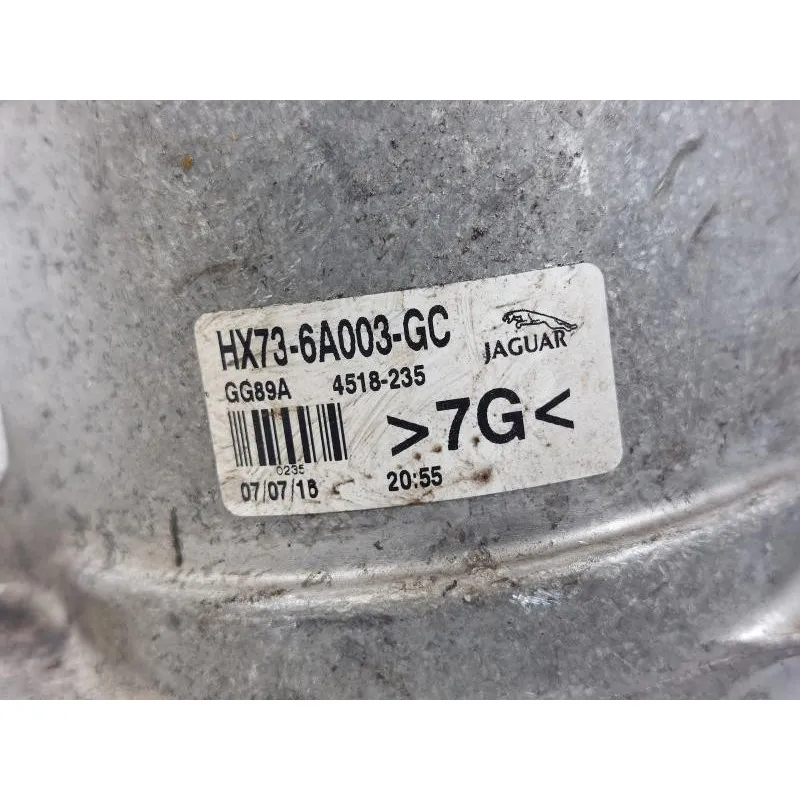 HX73-6A003-GC
JAGUAR
GG89A 4518-235
>7G<
0235
07/07/18 20:55